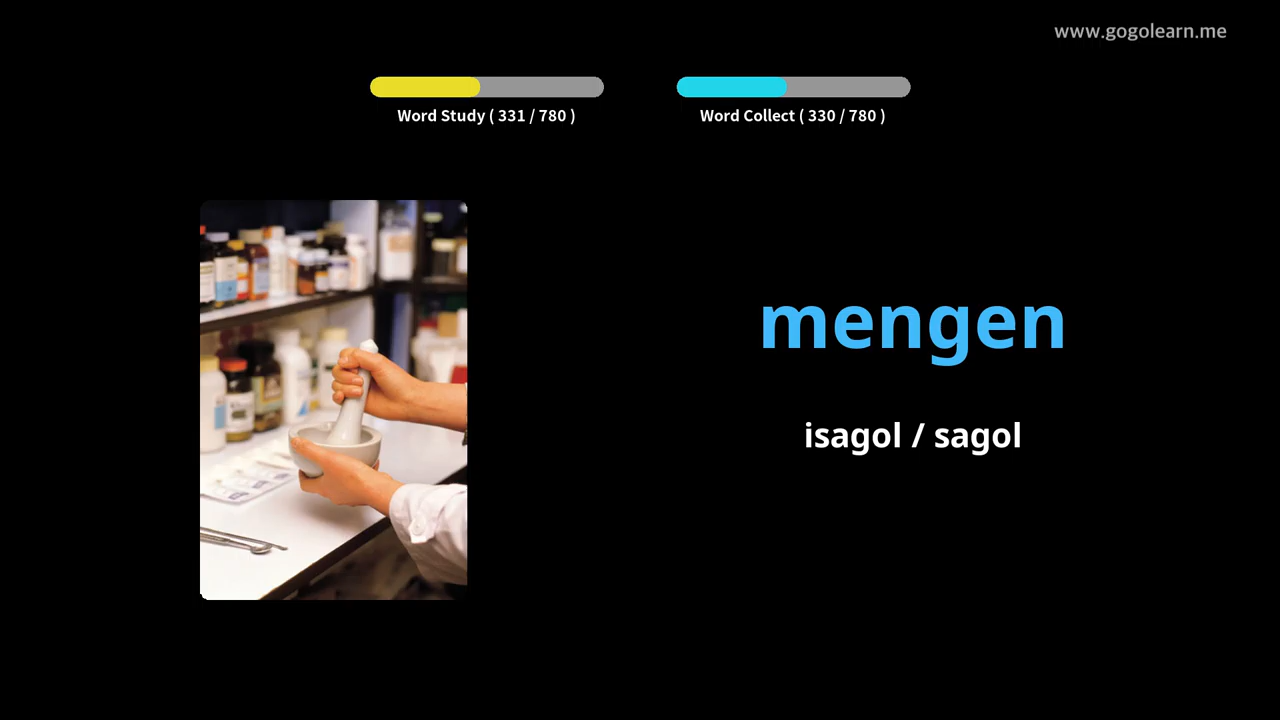 www.gogolearn.me
Word Study ( 331 / 780 )
Word Collect ( 330 / 780 )
mengen
isagol / sagol